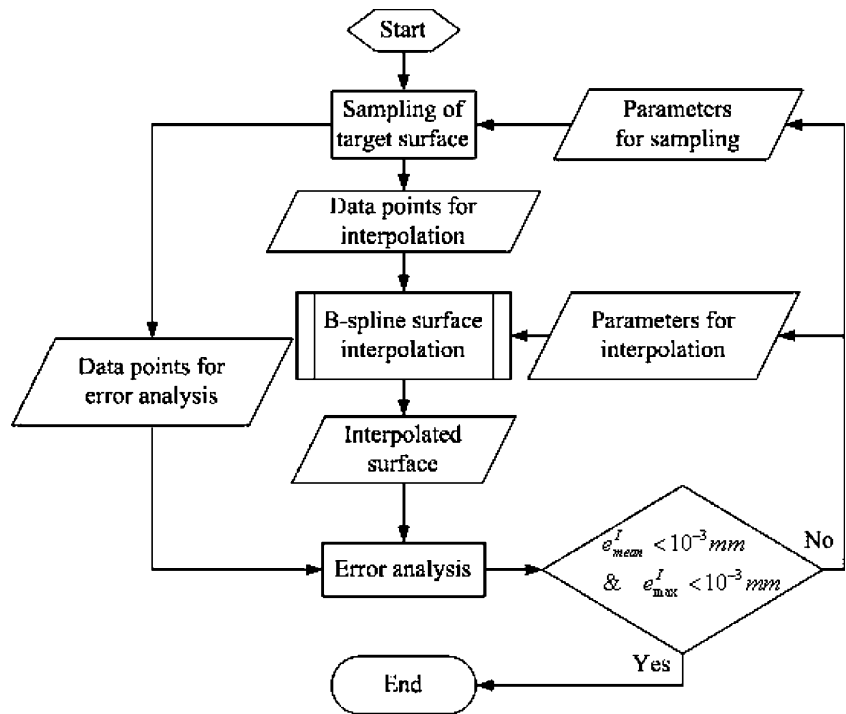 Start
Sampling of
target surface
Parameters
for sampling
Data points for
interpolation
B-spline surface
interpolation
Parameters for
interpolation
Data points for
error analysis
Interpolated
surface
Error analysis
e^I_mean < 10^-3 mm
& e^I_max < 10^-3 mm
No
Yes
End